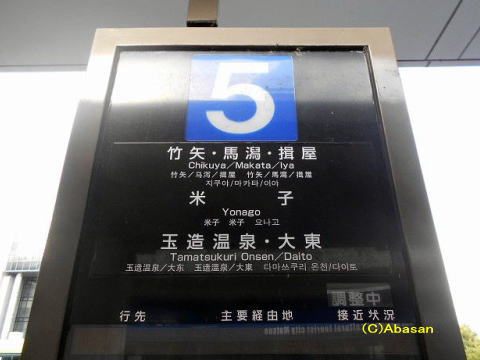 5
竹矢・馬潟・揖屋
Chikuya／Makata／Iya
竹矢／马泻／揖屋　竹矢／馬瀉／揖屋
지쿠야/마카타/이야
米子
Yonago
米子　米子　요나고
玉造温泉・大東
Tamatsukuri Onsen／Daito
玉造温泉／大东　玉造溫泉／大東　다마쓰쿠리 온천/다이토
調整中
行先　主要経由地　接近状況
(C)Abasan